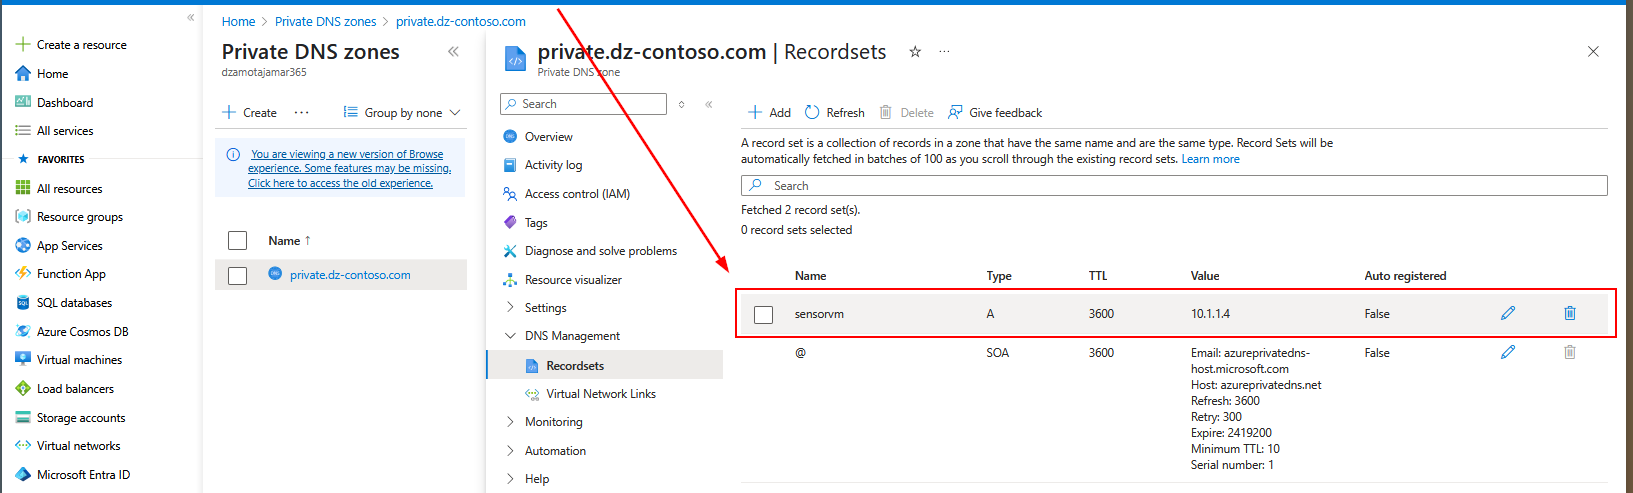 Create a resource
Home
Dashboard
All services
FAVORITES
All resources
Resource groups
App Services
Function App
SQL databases
Azure Cosmos DB
Virtual machines
Load balancers
Storage accounts
Virtual networks
Microsoft Entra ID
Home > Private DNS zones > private.dz-contoso.com
Private DNS zones
dzamotajamar365
Create
Group by none
You are viewing a new version of Browse
experience. Some features may be missing.
Click here to access the old experience.
Name ↑
private.dz-contoso.com
private.dz-contoso.com | Recordsets
Private DNS zone
Search
Overview
Activity log
Access control (IAM)
Tags
Diagnose and solve problems
Resource visualizer
Settings
DNS Management
Recordsets
Virtual Network Links
Monitoring
Automation
Help
Add Refresh Delete Give feedback
A record set is a collection of records in a zone that have the same name and are the same type. Record Sets will be
automatically fetched in batches of 100 as you scroll through the existing record sets. Learn more
Search
Fetched 2 record set(s).
0 record sets selected
Name Type TTL Value Auto registered
sensorvm A 3600 10.1.1.4 False
@ SOA 3600 Email: azureprivatedns- False
host.microsoft.com
Host: azureprivatedns.net
Refresh: 3600
Retry: 300
Expire: 2419200
Minimum TTL: 10
Serial number: 1